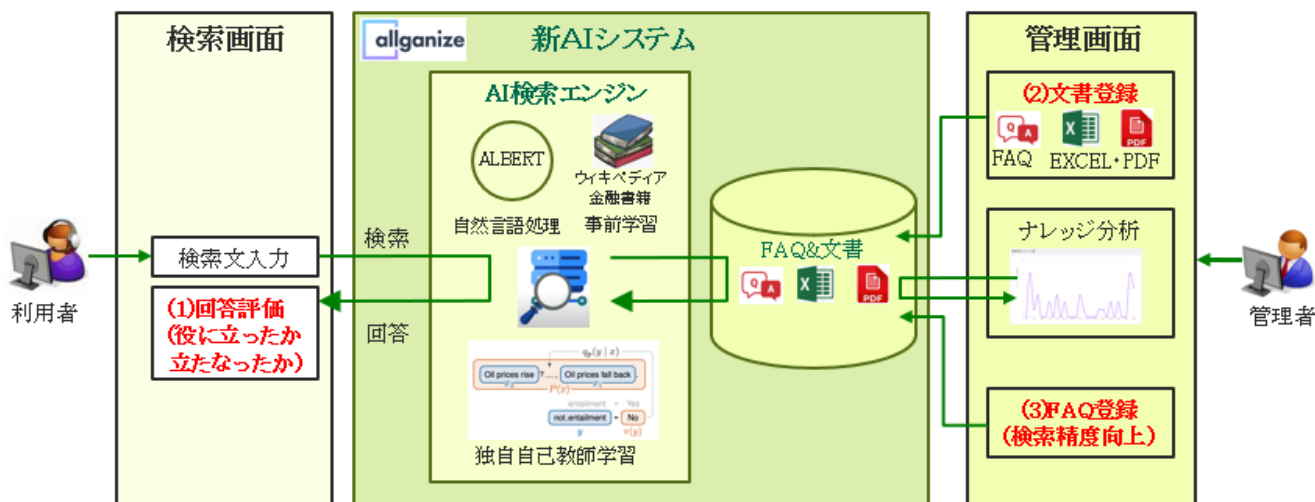 検索画面
検索文入力
(1)回答評価
(役に立ったか
立たなったか)
利用者
検索
回答
allganize
新AIシステム
AI検索エンジン
ALBERT
ウィキペディア
金融書籍
自然言語処理
事前学習
qφ(y | x)
Oil prices rise ? ..., Oil prices fall back .
P(x)
entailment – Yes
not.entailment – No
y
v(y)
独自自己教師学習
FAQ&文書
Q A
PDF
管理画面
(2)文書登録
Q A
PDF
FAQ
EXCEL・PDF
ナレッジ分析
管理者
(3)FAQ登録
(検索精度向上)